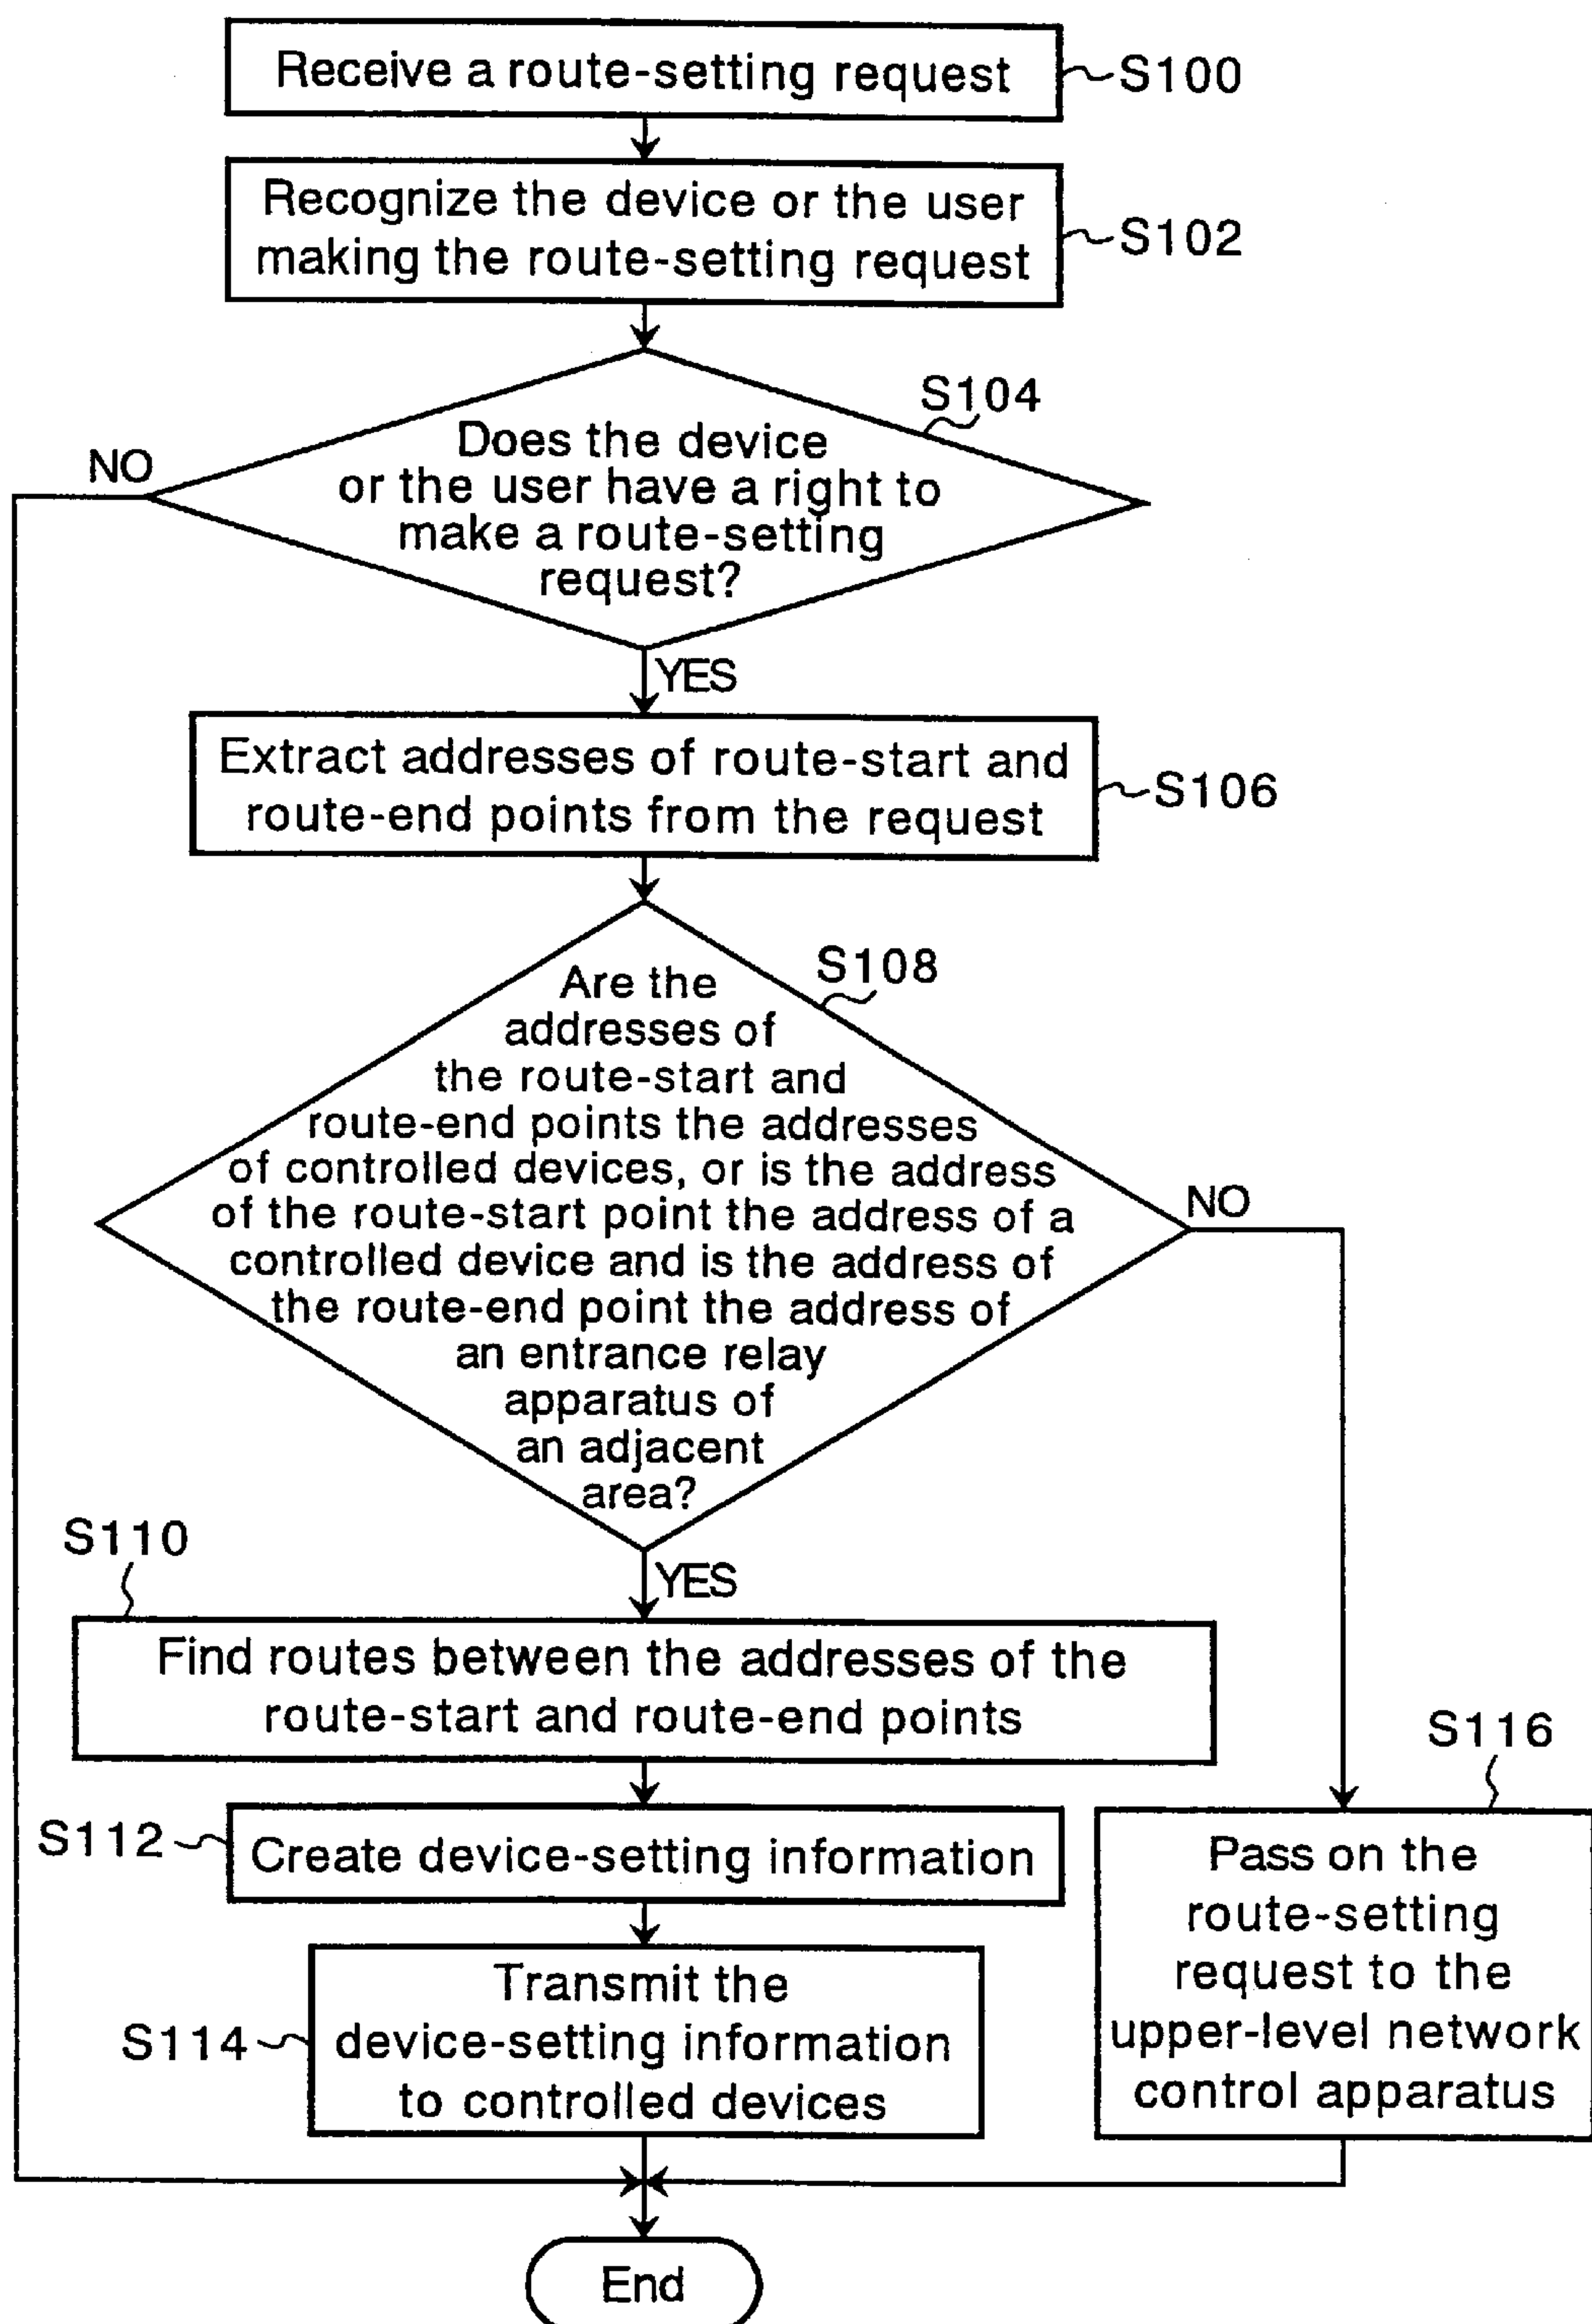 Receive a route-setting request
S100
Recognize the device or the user
making the route-setting request
S102
S104
Does the device
or the user have a right to
make a route-setting
request?
NO
YES
Extract addresses of route-start and
route-end points from the request
S106
S108
Are the
addresses of
the route-start and
route-end points the addresses
of controlled devices, or is the address
of the route-start point the address of a
controlled device and is the address of
the route-end point the address of
an entrance relay
apparatus of
an adjacent
area?
NO
YES
S110
Find routes between the addresses of the
route-start and route-end points
S112
Create device-setting information
S114
Transmit the
device-setting information
to controlled devices
S116
Pass on the
route-setting
request to the
upper-level network
control apparatus
End